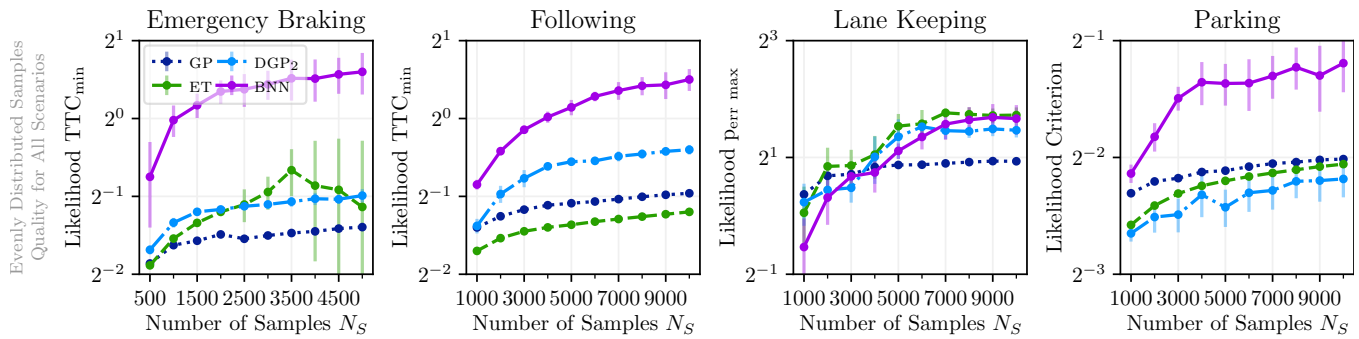 Evenly Distributed Samples
Quality for All Scenarios
Emergency Braking
Likelihood TTC_min
2^1
2^0
2^−1
2^−2
GP
ET
DGP_2
BNN
500 1500 2500 3500 4500
Number of Samples N_S
Following
Likelihood TTC_min
2^1
2^0
2^−1
2^−2
1000 3000 5000 7000 9000
Number of Samples N_S
Lane Keeping
Likelihood p_err max
2^3
2^1
2^−1
1000 3000 5000 7000 9000
Number of Samples N_S
Parking
Likelihood Criterion
2^−1
2^−2
2^−3
1000 3000 5000 7000 9000
Number of Samples N_S